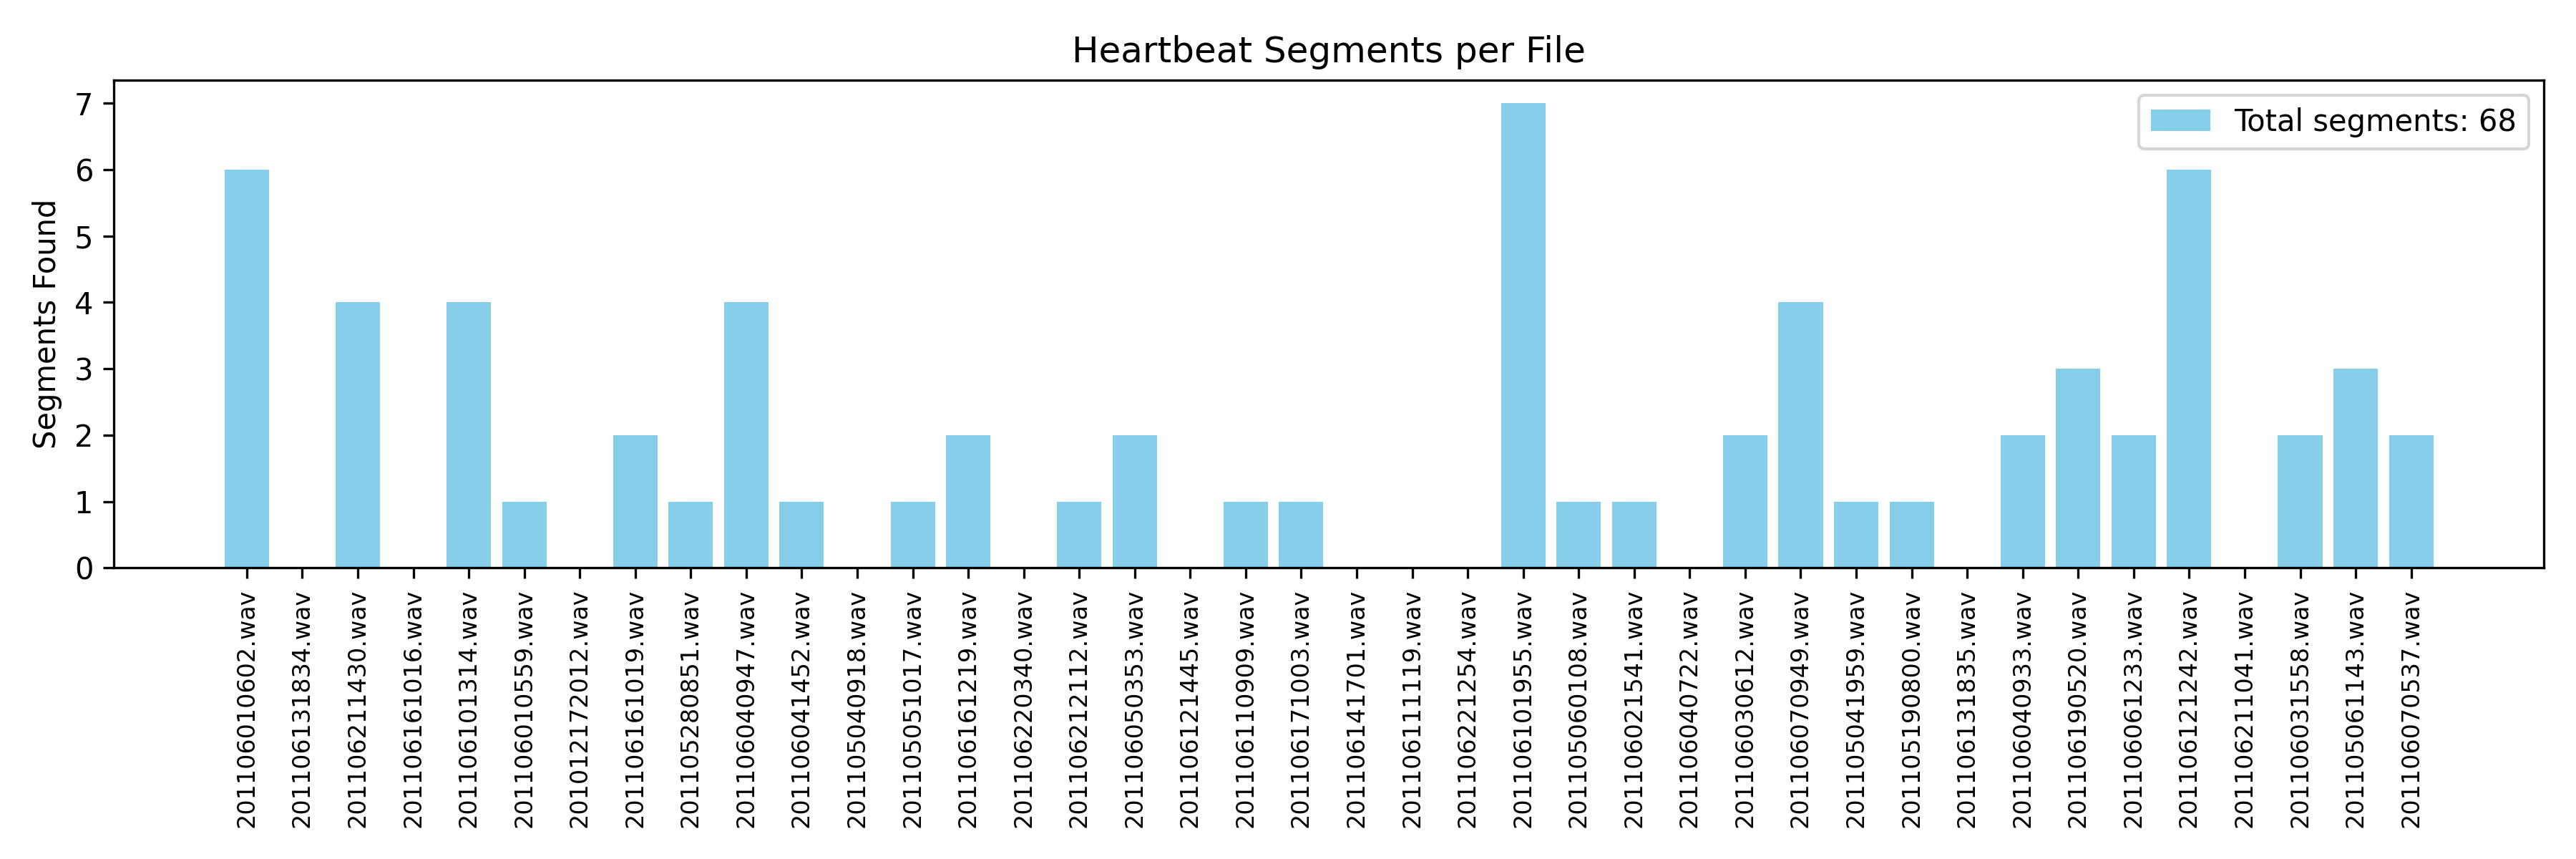 Heartbeat Segments per File
Total segments: 68
Segments Found
7
6
5
4
3
2
1
0
201106010602.wav
201106131834.wav
201106211430.wav
201106161016.wav
201106101314.wav
201106010559.wav
201012172012.wav
201106161019.wav
201105280851.wav
201106040947.wav
201106041452.wav
201105040918.wav
201105051017.wav
201106161219.wav
201106220340.wav
201106212112.wav
201106050353.wav
201106121445.wav
201106110909.wav
201106171003.wav
201106141701.wav
201106111119.wav
201106221254.wav
201106101955.wav
201105060108.wav
201106021541.wav
201106040722.wav
201106030612.wav
201106070949.wav
201105041959.wav
201105190800.wav
201106131835.wav
201106040933.wav
201106190520.wav
201106061233.wav
201106121242.wav
201106211041.wav
201106031558.wav
201105061143.wav
201106070537.wav